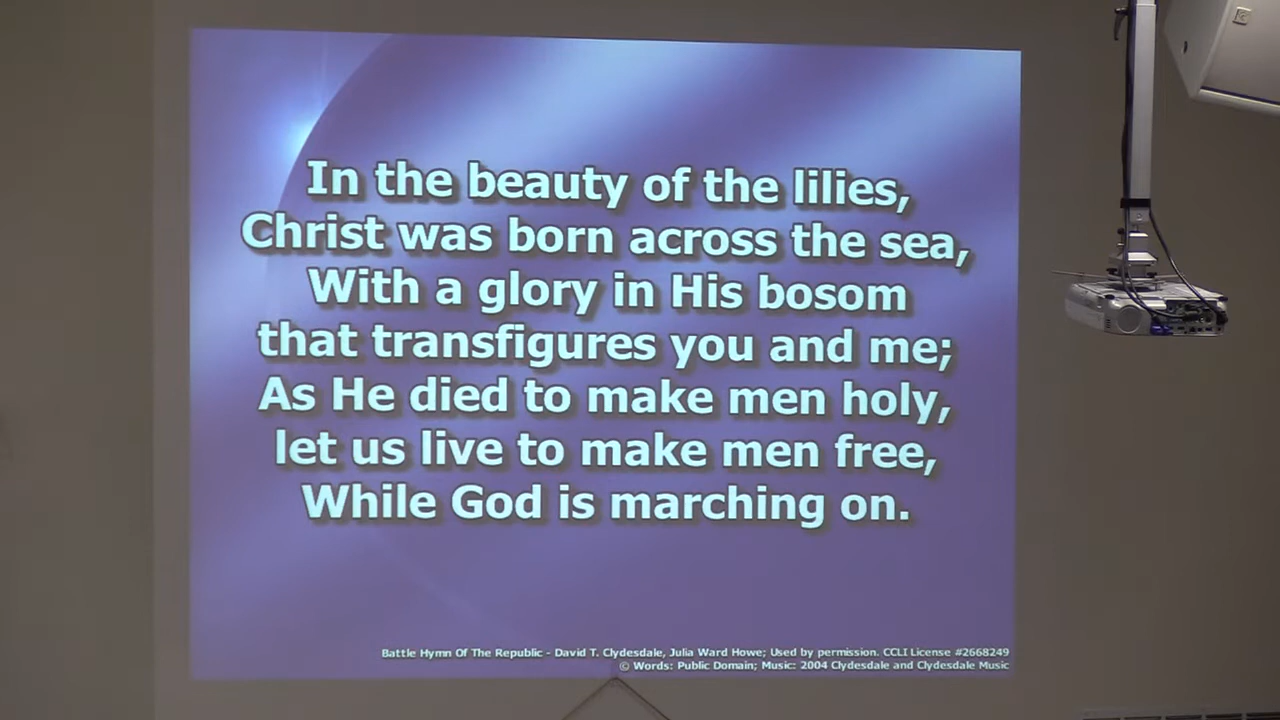 In the beauty of the lilies,
Christ was born across the sea,
With a glory in His bosom
that transfigures you and me;
As He died to make men holy,
let us live to make men free,
While God is marching on.
Battle Hymn Of The Republic - David T. Clydesdale, Julia Ward Howe; Used by permission. CCLI License #2668249
© Words: Public Domain; Music: 2004 Clydesdale and Clydesdale Music